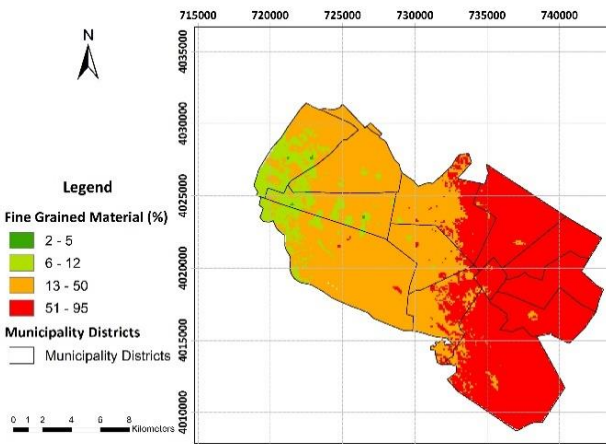 715000 720000 725000 730000 735000 740000
4035000
4030000
4025000
4020000
4015000
4010000
N
Legend
Fine Grained Material (%)
2 - 5
6 - 12
13 - 50
51 - 95
Municipality Districts
Municipality Districts
0 1 2 4 6 8
Kilometers